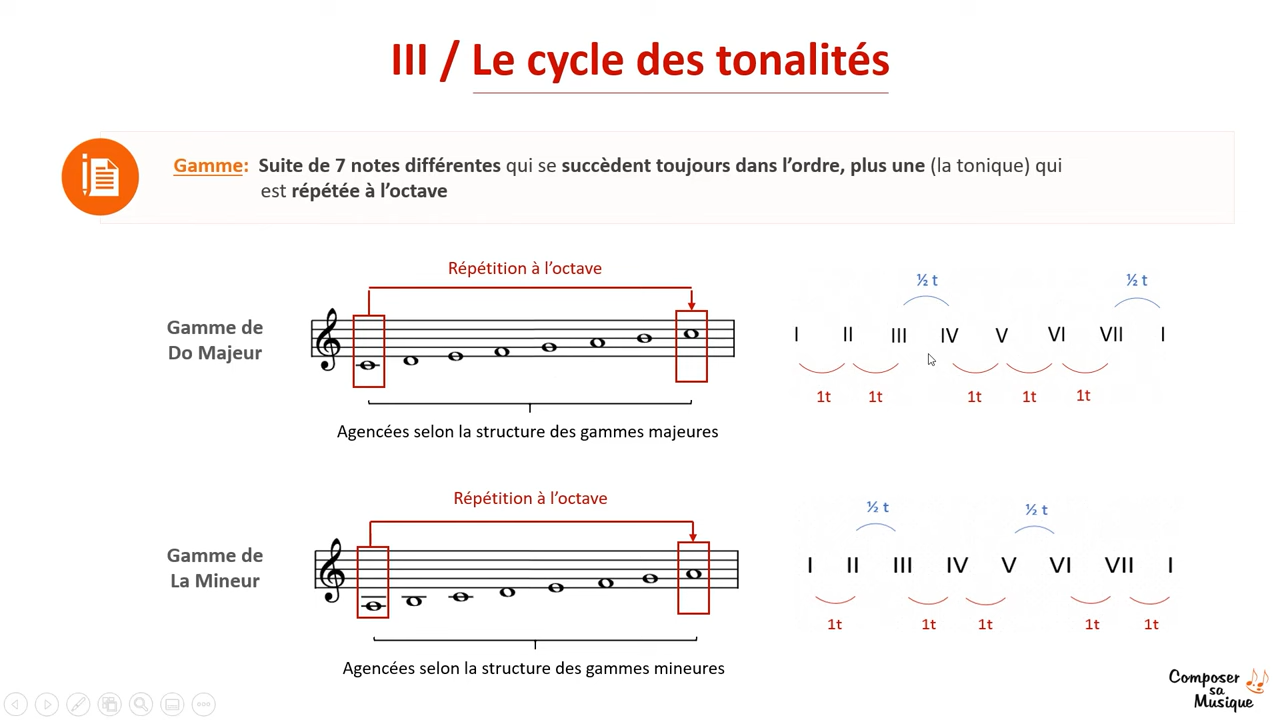 III / Le cycle des tonalités
Gamme: Suite de 7 notes différentes qui se succèdent toujours dans l’ordre, plus une (la tonique) qui
est répétée à l’octave
Répétition à l’octave
Gamme de
Do Majeur
½ t ½ t
I II III IV V VI VII I
1t 1t 1t 1t 1t
Agencées selon la structure des gammes majeures
Répétition à l’octave
Gamme de
La Mineur
½ t ½ t
I II III IV V VI VII I
1t 1t 1t 1t 1t
Agencées selon la structure des gammes mineures
Composer
sa
Musique